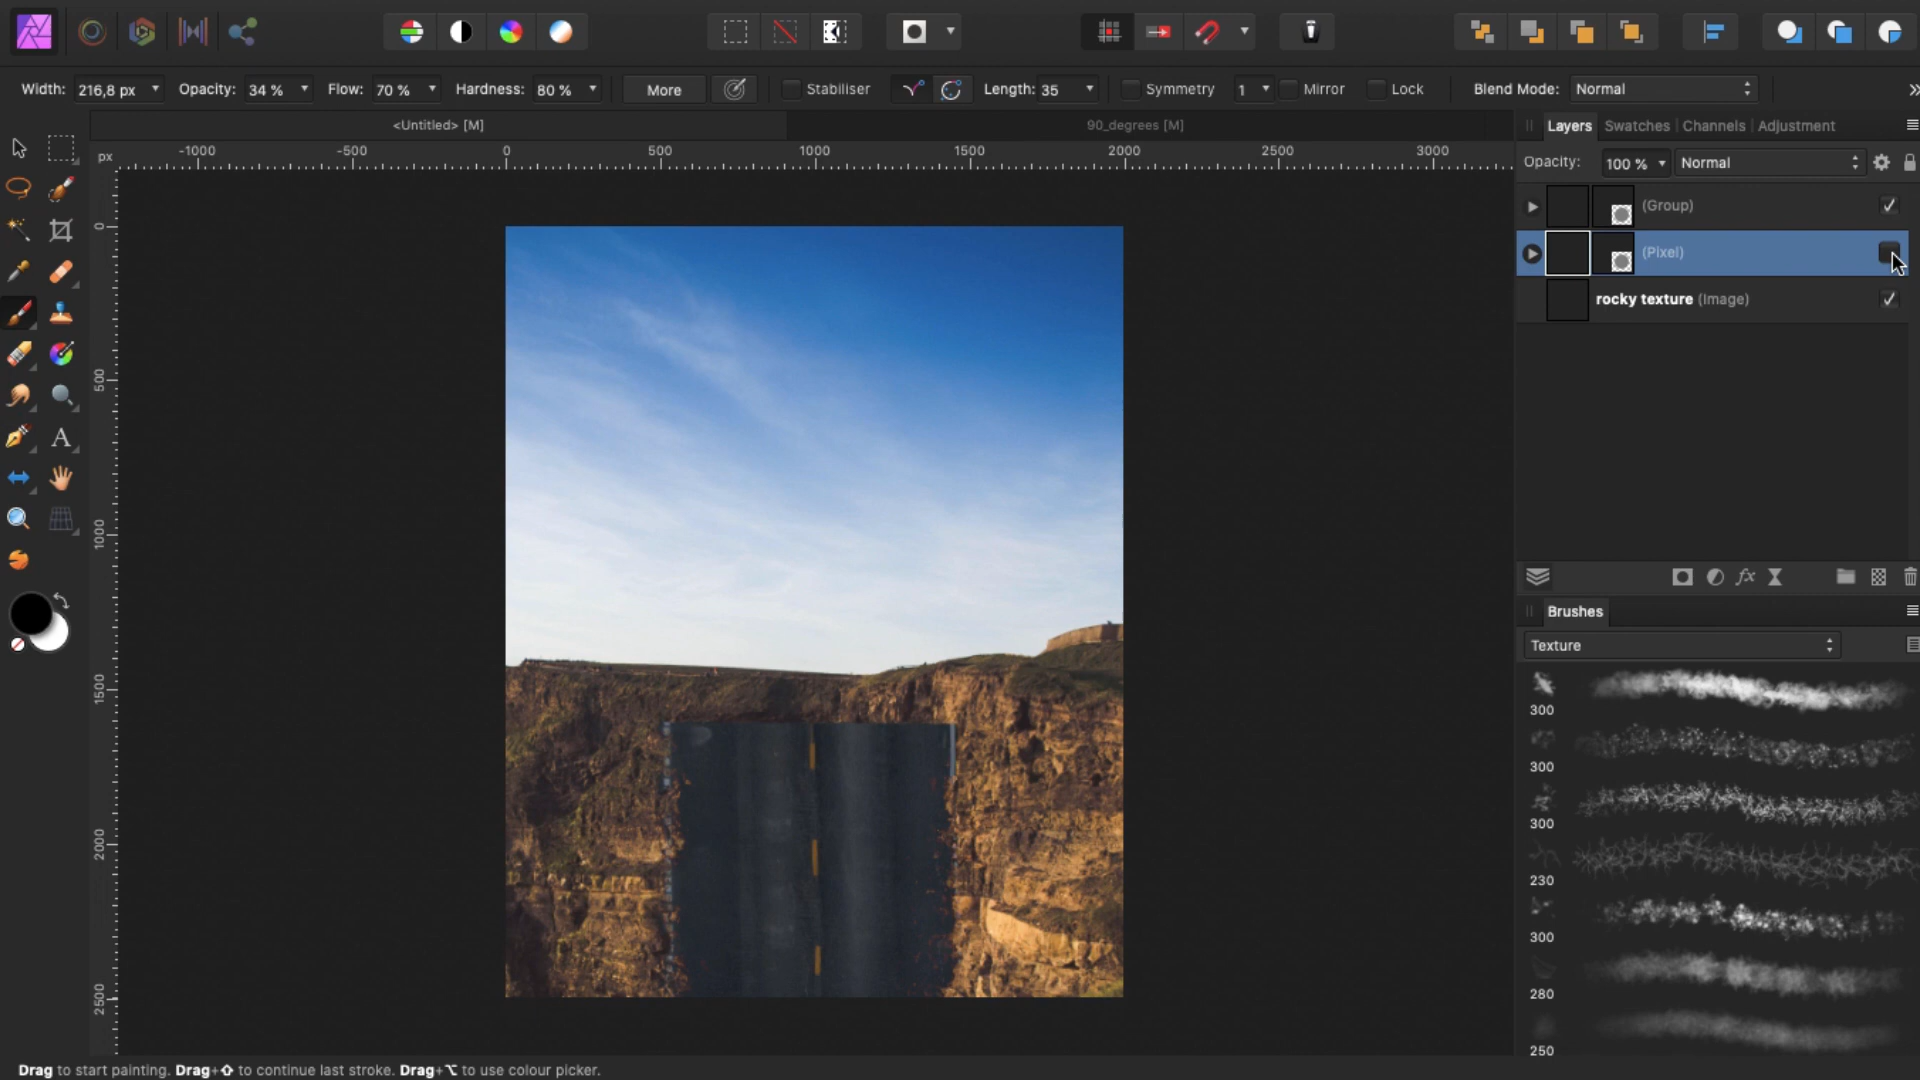 Width: 216,8 px Opacity: 34 % Flow: 70 % Hardness: 80 % More Stabiliser Length: 35 Symmetry 1 Mirror Lock Blend Mode: Normal
<Untitled> [M] 90_degrees [M]
Layers Swatches Channels Adjustment
px -1000 -500 0 500 1000 1500 2000 2500 3000
Opacity: 100 % Normal
(Group)
(Pixel)
rocky texture (Image)
0
500
1000
1500
2000
2500
Brushes
Texture
300
300
300
230
300
280
250
Drag to start painting. Drag+⇧ to continue last stroke. Drag+⌥ to use colour picker.